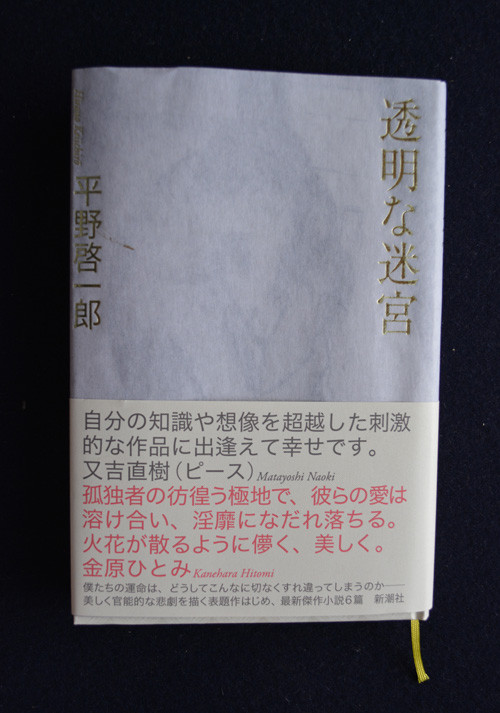 透明な迷宮
Hirano Keiichiro
平野啓一郎
自分の知識や想像を超越した刺激
的な作品に出逢えて幸せです。
又吉直樹（ピース）Matayoshi Naoki
孤独者の彷徨う極地で、彼らの愛は
溶け合い、淫靡になだれ落ちる。
火花が散るように儚く、美しく。
金原ひとみ Kanehara Hitomi
僕たちの運命は、どうしてこんなに切なくすれ違ってしまうのか――
美しく官能的な悲劇を描く表題作はじめ、最新傑作小説6篇　新潮社